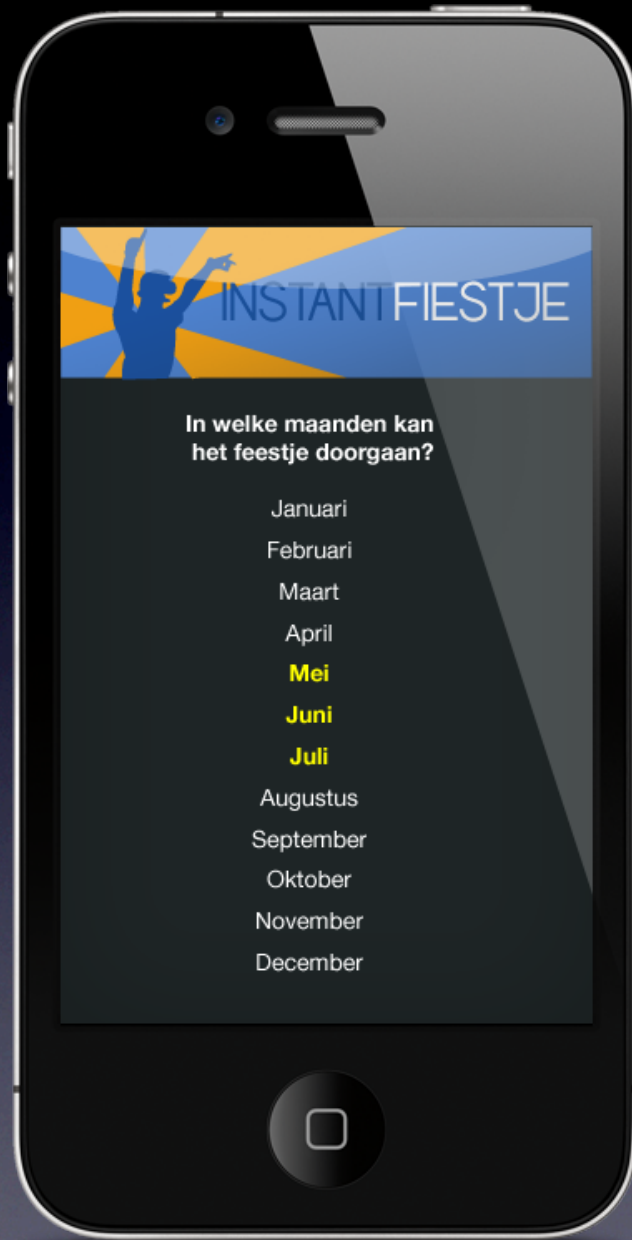 INSTANTFIESTJE
In welke maanden kan
het feestje doorgaan?
Januari
Februari
Maart
April
Mei
Juni
Juli
Augustus
September
Oktober
November
December